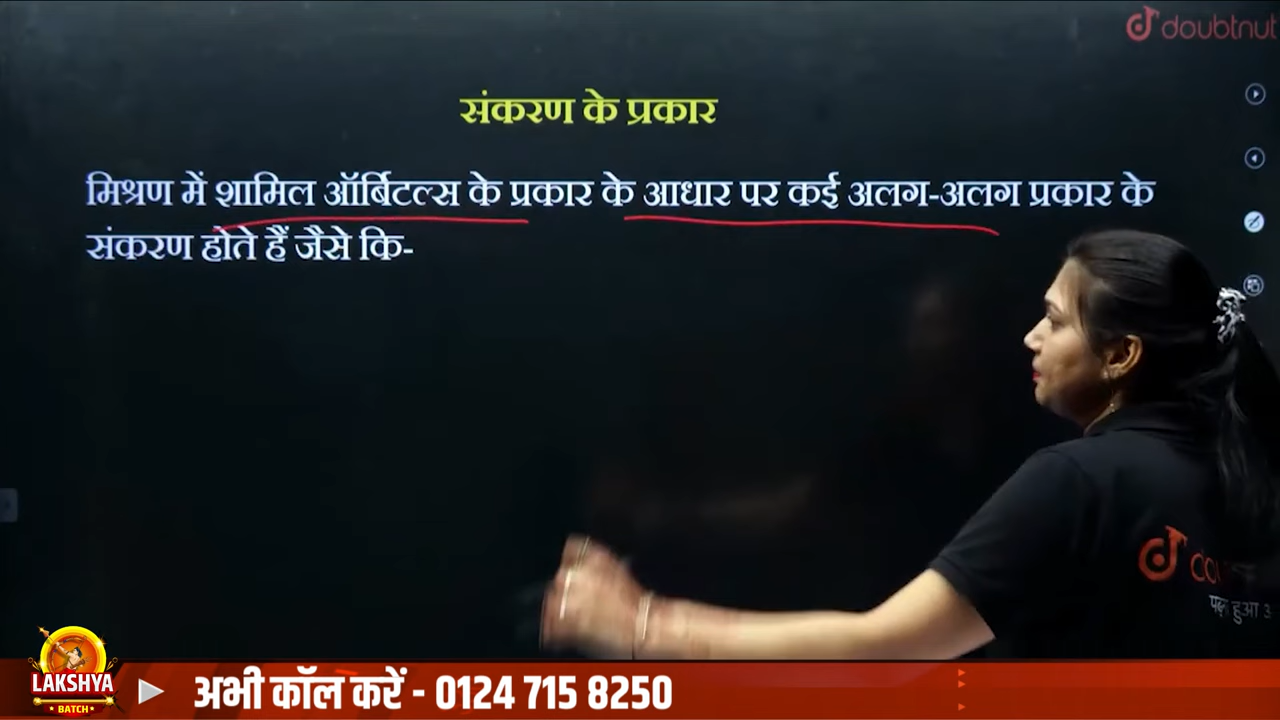 doubtnut
संकरण के प्रकार
मिश्रण में शामिल ऑर्बिटल्स के प्रकार के आधार पर कई अलग-अलग प्रकार के
संकरण होते हैं जैसे कि-
LAKSHYA
BATCH
अभी कॉल करें - 0124 715 8250